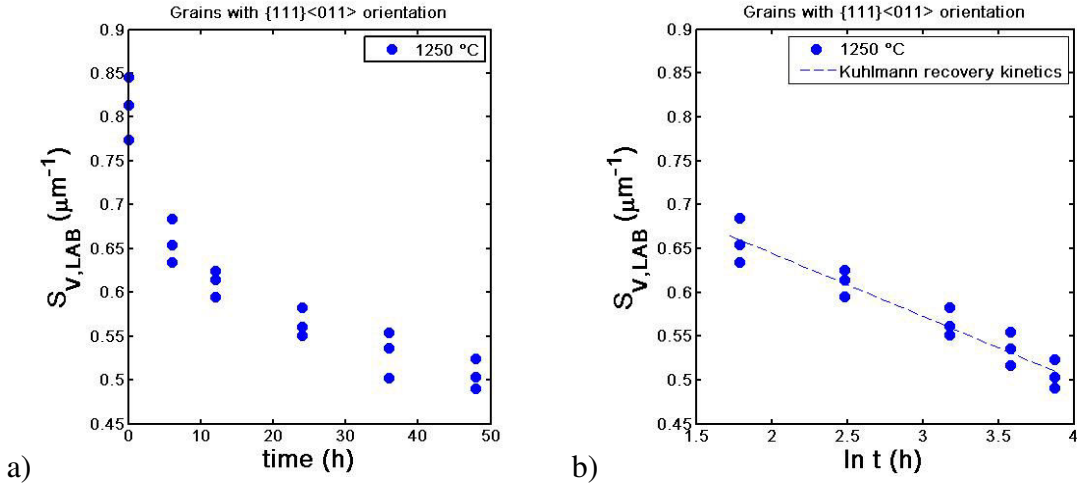 Grains with {111}<011> orientation
1250 °C
0.9
0.85
0.8
0.75
0.7
0.65
0.6
0.55
0.5
0.45
SV,LAB (μm-1)
0 10 20 30 40 50
time (h)
a)
Grains with {111}<011> orientation
1250 °C
Kuhlmann recovery kinetics
0.9
0.85
0.8
0.75
0.7
0.65
0.6
0.55
0.5
0.45
SV,LAB (μm-1)
1.5 2 2.5 3 3.5 4
ln t (h)
b)